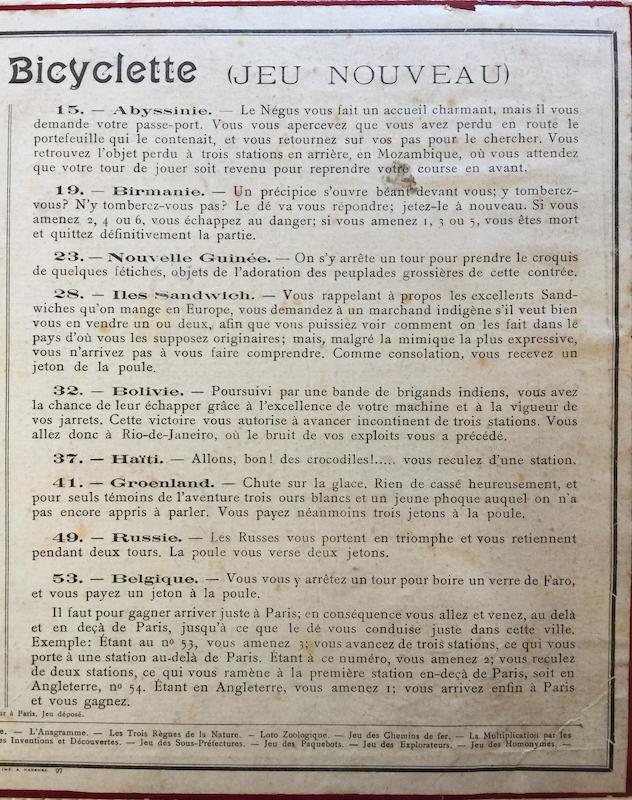 Bicyclette (JEU NOUVEAU)
15. — Abyssinie. — Le Négus vous fait un accueil charmant, mais il vous
demande votre passe-port. Vous vous apercevez que vous avez perdu en route le
portefeuille qui le contenait, et vous retournez sur vos pas pour le chercher. Vous
retrouvez l'objet perdu à trois stations en arrière, en Mozambique, où vous attendez
que votre tour de jouer soit revenu pour reprendre votre course en avant.
19. — Birmanie. — Un précipice s'ouvre béant devant vous; y tomberez-
vous? N'y tomberez-vous pas? Le dé va vous répondre; jetez-le à nouveau. Si vous
amenez 2, 4 ou 6, vous échappez au danger; si vous amenez 1, 3 ou 5, vous êtes mort
et quittez définitivement la partie.
23. — Nouvelle Guinée. — On s'y arrête un tour pour prendre le croquis
de quelques fétiches, objets de l'adoration des peuplades grossières de cette contrée.
28. — Iles Sandwich. — Vous rappelant à propos les excellents Sand-
wiches qu'on mange en Europe, vous demandez à un marchand indigène s'il veut bien
vous en vendre un ou deux, afin que vous puissiez voir comment on les fait dans le
pays d'où vous les supposez originaires; mais, malgré la mimique la plus expressive,
vous n'arrivez pas à vous faire comprendre. Comme consolation, vous recevez un
jeton de la poule.
32. — Bolivie. — Poursuivi par une bande de brigands indiens, vous avez
la chance de leur échapper grâce à l'excellence de votre machine et à la vigueur de
vos jarrets. Cette victoire vous autorise à avancer incontinent de trois stations. Vous
allez donc à Rio-de-Janeiro, où le bruit de vos exploits vous a précédé.
37. — Haïti. — Allons, bon! des crocodiles!..... vous reculez d'une station.
41. — Groenland. — Chute sur la glace. Rien de cassé heureusement, et
pour seuls témoins de l'aventure trois ours blancs et un jeune phoque auquel on n'a
pas encore appris à parler. Vous payez néanmoins trois jetons à la poule.
49. — Russie. — Les Russes vous portent en triomphe et vous retiennent
pendant deux tours. La poule vous verse deux jetons.
53. — Belgique. — Vous vous y arrêtez un tour pour boire un verre de Faro,
et vous payez un jeton à la poule.
Il faut pour gagner arriver juste à Paris; en conséquence vous allez et venez, au delà
et en deçà de Paris, jusqu'à ce que le dé vous conduise juste dans cette ville.
Exemple: Étant au nº 53, vous amenez 3; vous avancez de trois stations, ce qui vous
porte à une station au-delà de Paris. Étant à ce numéro, vous amenez 2; vous reculez
de deux stations, ce qui vous ramène à la première station en-deçà de Paris, soit en
Angleterre, nº 54. Étant en Angleterre, vous amenez 1; vous arrivez enfin à Paris
et vous gagnez.
ur à Paris. Jeu déposé.
e. — L'Anagramme. — Les Trois Règnes de la Nature. — Loto Zoologique. — Jeu des Chemins de fer. — La Multiplication par les
es Inventions et Découvertes. — Jeu des Sous-Préfectures. — Jeu des Paquebots. — Jeu des Explorateurs. — Jeu des Homonymes. —
97